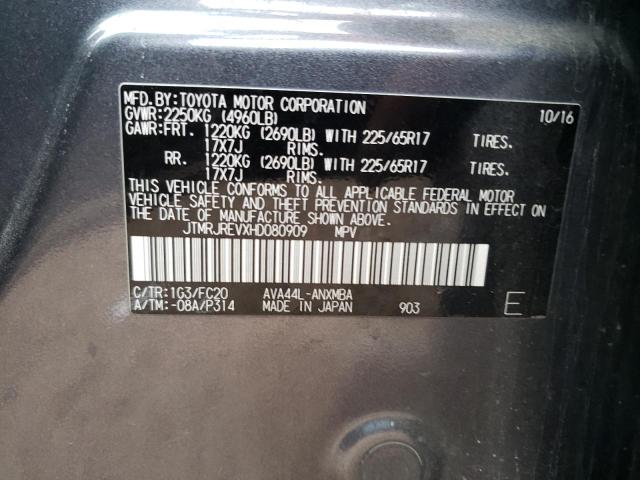 MFD.BY:TOYOTA MOTOR CORPORATION 10/16
GVWR:2250KG (4960LB)
GAWR:FRT. 1220KG (2690LB) WITH 225/65R17 TIRES.
17X7J RIMS.
RR. 1220KG (2690LB) WITH 225/65R17 TIRES.
17X7J RIMS.
THIS VEHICLE CONFORMS TO ALL APPLICABLE FEDERAL MOTOR
VEHICLE SAFETY AND THEFT PREVENTION STANDARDS IN EFFECT
ON THE DATE OF MANUFACTURE SHOWN ABOVE.
JTMRJREVXHD080909 MPV
C/TR:1G3/FC20 AVA44L-ANXMBA
A/TM:-08A/P314 MADE IN JAPAN 903 E